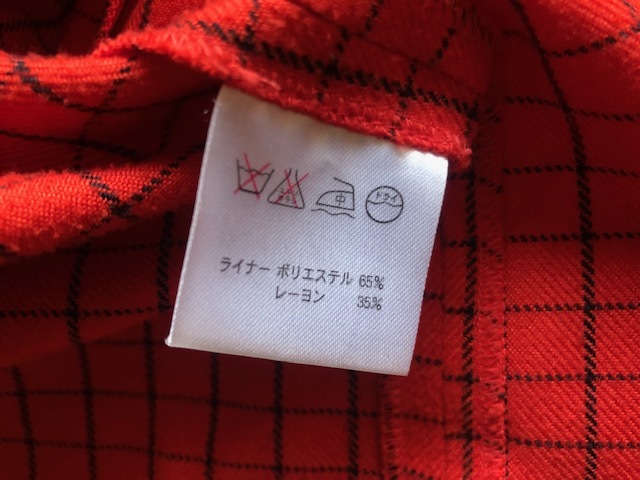 中 ドライ
ライナー ポリエステル 65%
レーヨン 35%